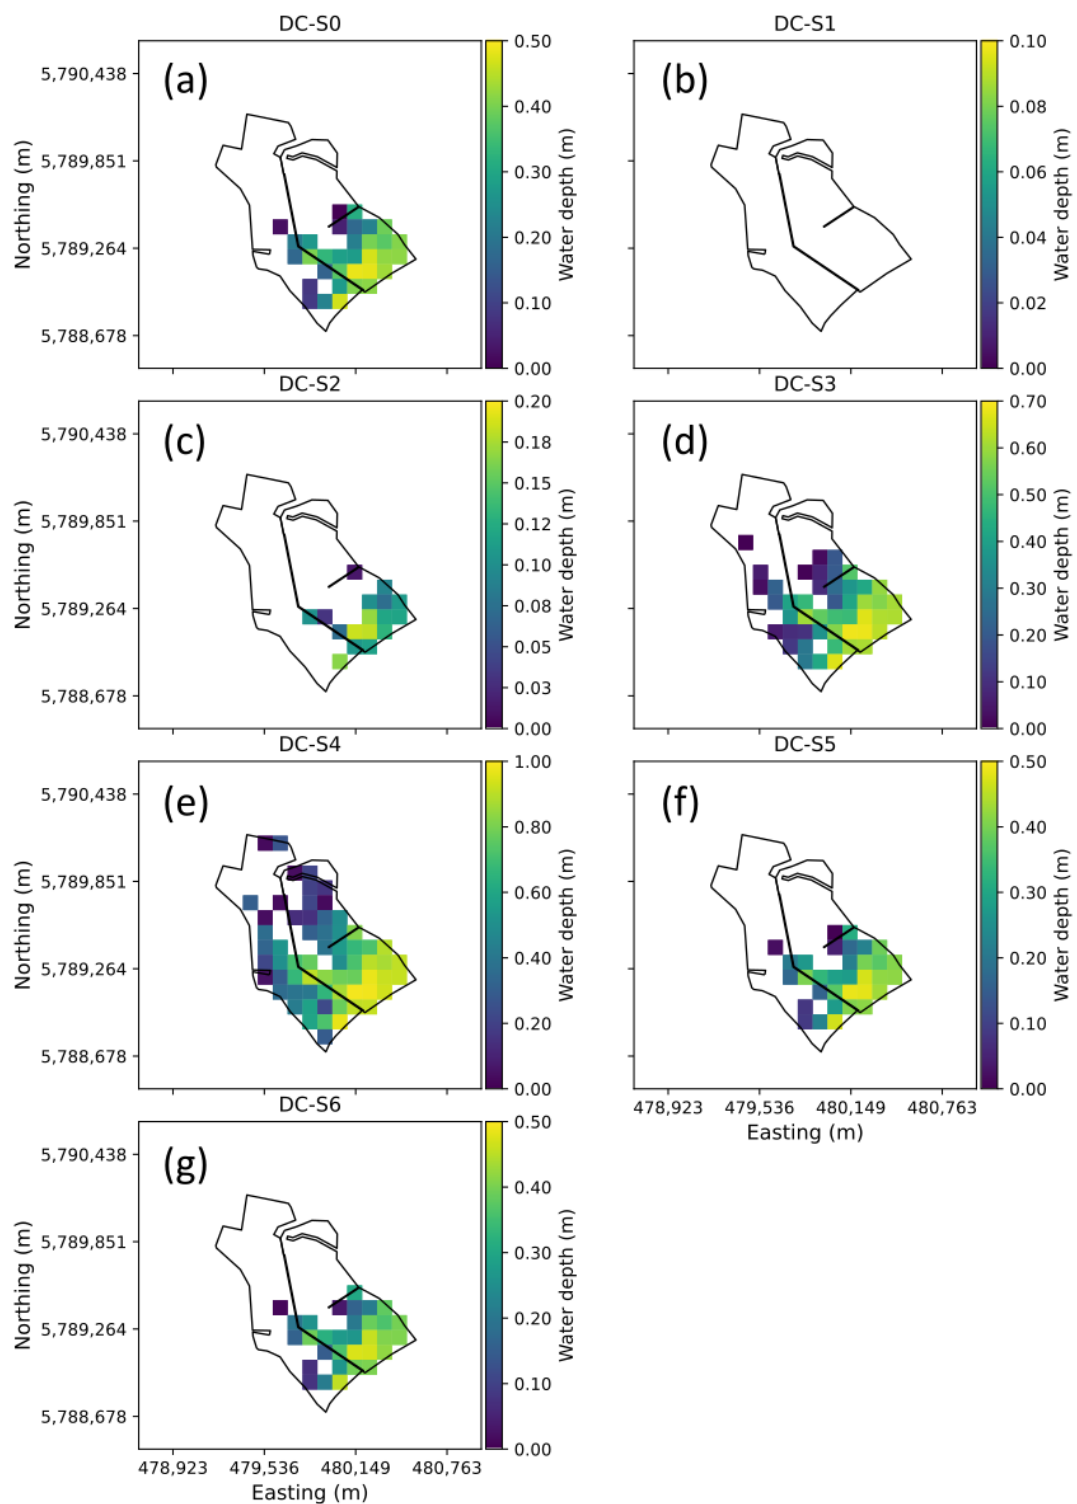 DC-S0
(a)
5,790,438
5,789,851
5,789,264
5,788,678
Northing (m)
0.50
0.40
0.30
0.20
0.10
0.00
Water depth (m)
DC-S1
(b)
0.10
0.08
0.06
0.04
0.02
0.00
Water depth (m)
DC-S2
(c)
5,790,438
5,789,851
5,789,264
5,788,678
Northing (m)
0.20
0.18
0.15
0.12
0.10
0.08
0.05
0.03
0.00
Water depth (m)
DC-S3
(d)
0.70
0.60
0.50
0.40
0.30
0.20
0.10
0.00
Water depth (m)
DC-S4
(e)
5,790,438
5,789,851
5,789,264
5,788,678
Northing (m)
1.00
0.80
0.60
0.40
0.20
0.00
Water depth (m)
DC-S5
(f)
0.50
0.40
0.30
0.20
0.10
0.00
Water depth (m)
478,923 479,536 480,149 480,763
Easting (m)
DC-S6
(g)
5,790,438
5,789,851
5,789,264
5,788,678
Northing (m)
0.50
0.40
0.30
0.20
0.10
0.00
Water depth (m)
478,923 479,536 480,149 480,763
Easting (m)